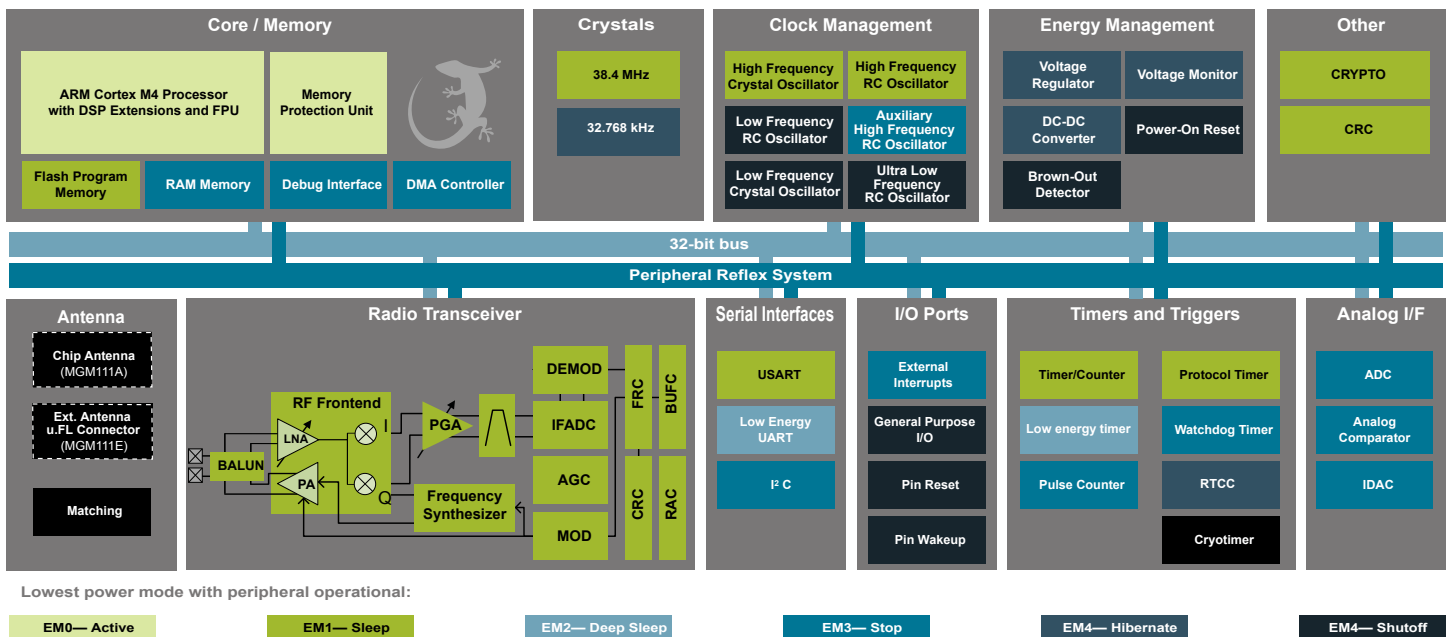 Core / Memory
ARM Cortex M4 Processor
with DSP Extensions and FPU
Memory
Protection Unit
Flash Program
Memory
RAM Memory
Debug Interface
DMA Controller
Crystals
38.4 MHz
32.768 kHz
Clock Management
High Frequency
Crystal Oscillator
High Frequency
RC Oscillator
Low Frequency
RC Oscillator
Auxiliary
High Frequency
RC Oscillator
Low Frequency
Crystal Oscillator
Ultra Low
Frequency
RC Oscillator
Energy Management
Voltage
Regulator
Voltage Monitor
DC-DC
Converter
Power-On Reset
Brown-Out
Detector
Other
CRYPTO
CRC
32-bit bus
Peripheral Reflex System
Antenna
Chip Antenna
(MGM111A)
Ext. Antenna
u.FL Connector
(MGM111E)
Matching
Radio Transceiver
RF Frontend
LNA
I
BALUN
PA
Q
PGA
Frequency
Synthesizer
DEMOD
IFADC
AGC
MOD
FRC
BUFC
CRC
RAC
Serial Interfaces
USART
Low Energy
UART
I² C
I/O Ports
External
Interrupts
General Purpose
I/O
Pin Reset
Pin Wakeup
Timers and Triggers
Timer/Counter
Protocol Timer
Low energy timer
Watchdog Timer
Pulse Counter
RTCC
Cryotimer
Analog I/F
ADC
Analog
Comparator
IDAC
Lowest power mode with peripheral operational:
EM0— Active
EM1— Sleep
EM2— Deep Sleep
EM3— Stop
EM4— Hibernate
EM4— Shutoff